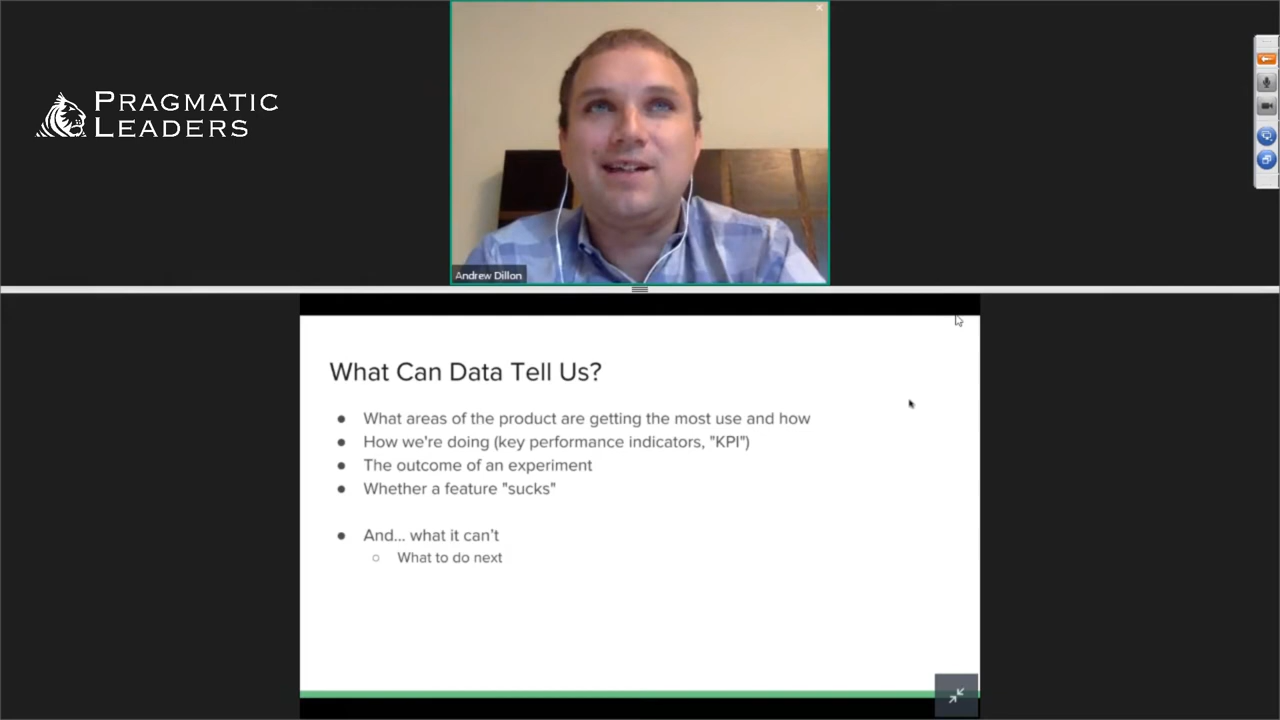 PRAGMATIC
LEADERS
Andrew Dillon
What Can Data Tell Us?
● What areas of the product are getting the most use and how
● How we're doing (key performance indicators, "KPI")
● The outcome of an experiment
● Whether a feature "sucks"
● And... what it can't
○ What to do next